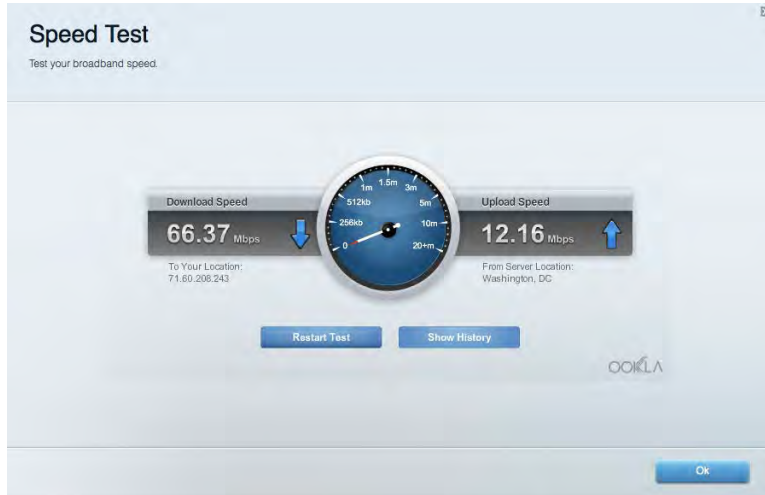 Speed Test
Test your broadband speed.
Download Speed
66.37 Mbps
To Your Location:
71.60.208.243
0
256kb
512kb
1m
1.5m
3m
5m
10m
20+m
Upload Speed
12.16 Mbps
From Server Location:
Washington, DC
Restart Test
Show History
OOKLA
Ok